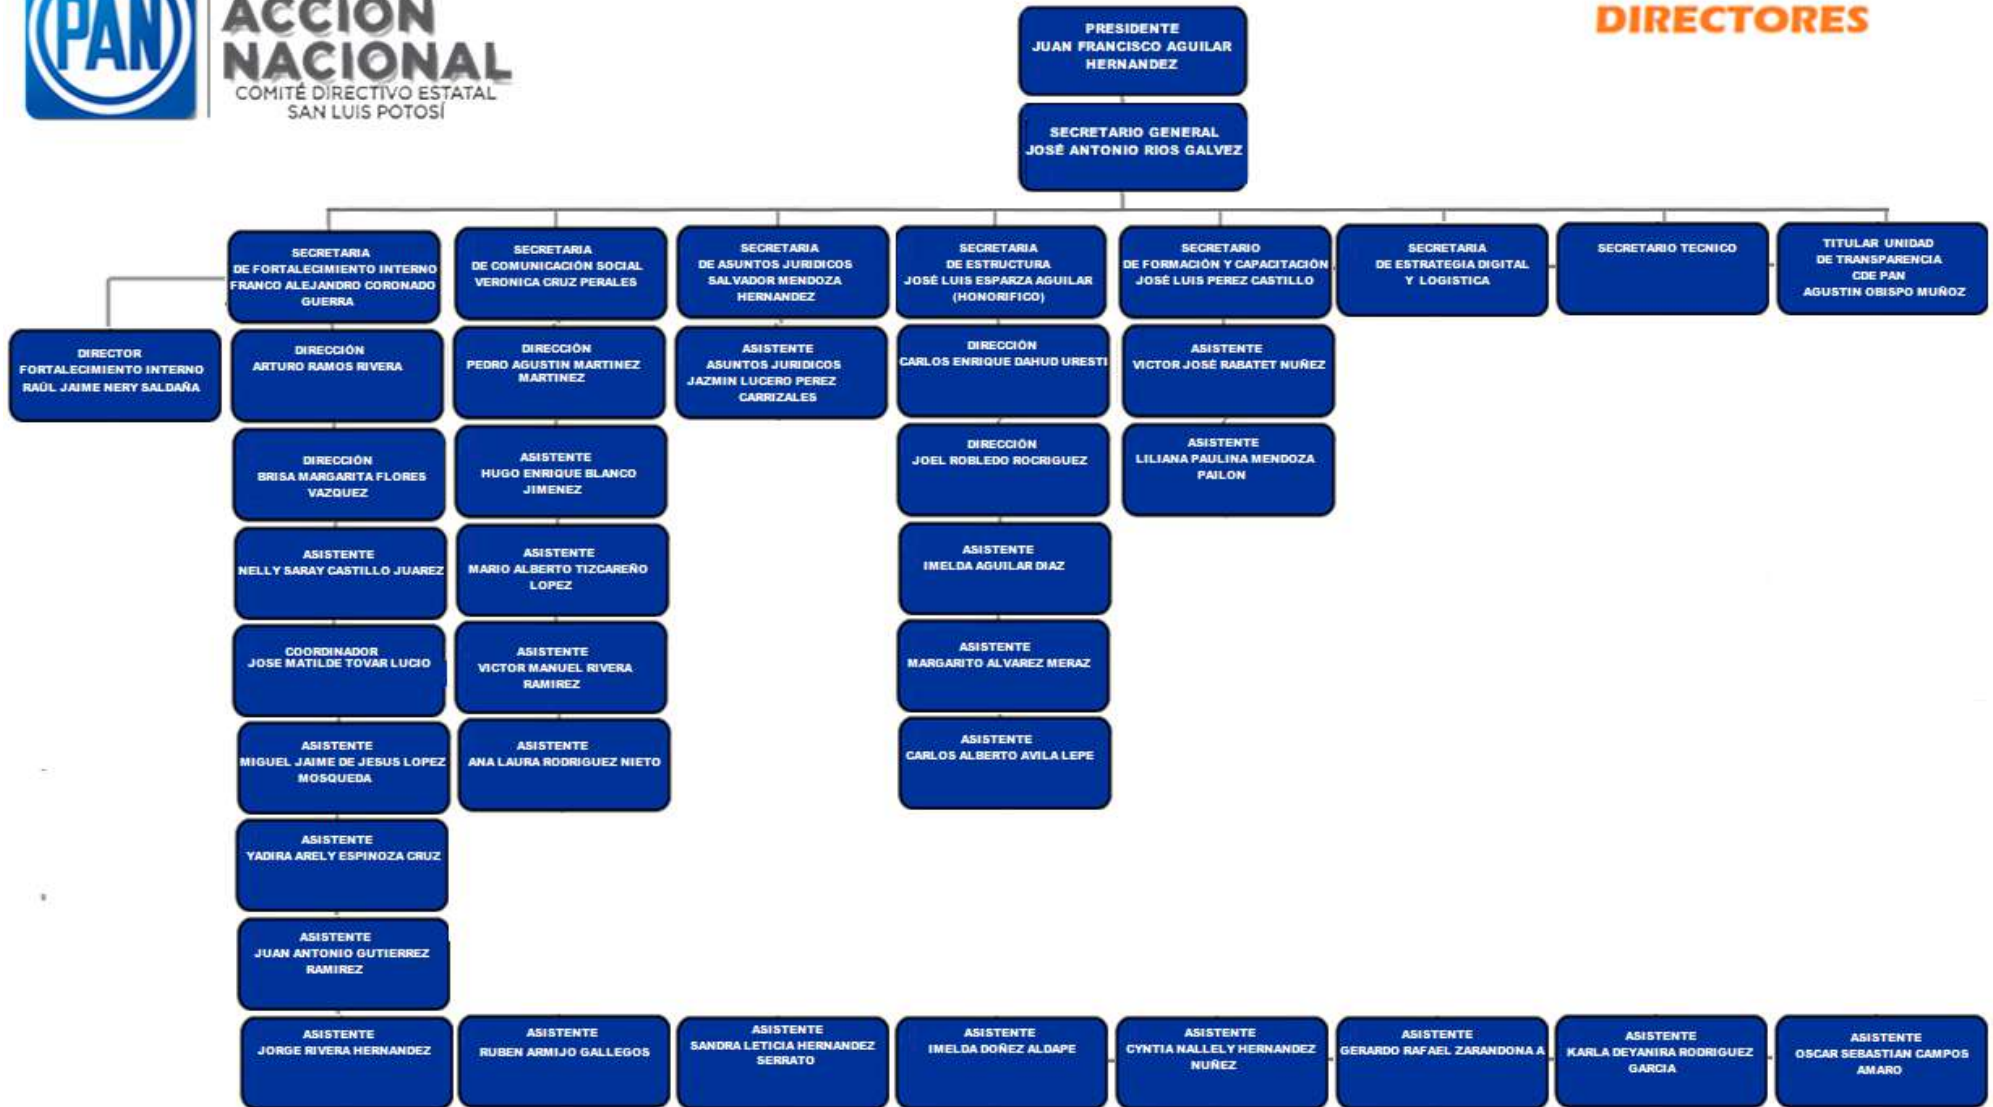 PAN
ACCIÓN
NACIONAL
COMITÉ DIRECTIVO ESTATAL
SAN LUIS POTOSÍ
DIRECTORES
PRESIDENTE
JUAN FRANCISCO AGUILAR
HERNANDEZ
SECRETARIO GENERAL
JOSÉ ANTONIO RIOS GALVEZ
SECRETARIA
DE FORTALECIMIENTO INTERNO
FRANCO ALEJANDRO CORONADO
GUERRA
SECRETARIA
DE COMUNICACIÓN SOCIAL
VERONICA CRUZ PERALES
SECRETARIA
DE ASUNTOS JURIDICOS
SALVADOR MENDOZA
HERNANDEZ
SECRETARIA
DE ESTRUCTURA
JOSÉ LUIS ESPARZA AGUILAR
(HONORIFICO)
SECRETARIO
DE FORMACIÓN Y CAPACITACIÓN
JOSÉ LUIS PEREZ CASTILLO
SECRETARIA
DE ESTRATEGIA DIGITAL
Y LOGISTICA
SECRETARIO TECNICO
TITULAR UNIDAD
DE TRANSPARENCIA
CDE PAN
AGUSTIN OBISPO MUÑOZ
DIRECTOR
FORTALECIMIENTO INTERNO
RAÚL JAIME NERY SALDAÑA
DIRECCIÓN
ARTURO RAMOS RIVERA
DIRECCIÓN
PEDRO AGUSTIN MARTINEZ
MARTINEZ
ASISTENTE
ASUNTOS JURIDICOS
JAZMIN LUCERO PEREZ
CARRIZALES
DIRECCIÓN
CARLOS ENRIQUE DAHUD URESTI
ASISTENTE
VICTOR JOSÉ RABATET NUÑEZ
DIRECCIÓN
BRISA MARGARITA FLORES
VAZQUEZ
ASISTENTE
HUGO ENRIQUE BLANCO
JIMENEZ
DIRECCIÓN
JOEL ROBLEDO ROCRIGUEZ
ASISTENTE
LILIANA PAULINA MENDOZA
PAILON
ASISTENTE
NELLY SARAY CASTILLO JUAREZ
ASISTENTE
MARIO ALBERTO TIZCAREÑO
LOPEZ
ASISTENTE
IMELDA AGUILAR DIAZ
COORDINADOR
JOSE MATILDE TOVAR LUCIO
ASISTENTE
VICTOR MANUEL RIVERA
RAMIREZ
ASISTENTE
MARGARITO ALVAREZ MERAZ
ASISTENTE
MIGUEL JAIME DE JESUS LOPEZ
MOSQUEDA
ASISTENTE
ANA LAURA RODRIGUEZ NIETO
ASISTENTE
CARLOS ALBERTO AVILA LEPE
ASISTENTE
YADIRA ARELY ESPINOZA CRUZ
ASISTENTE
JUAN ANTONIO GUTIERREZ
RAMIREZ
ASISTENTE
JORGE RIVERA HERNANDEZ
ASISTENTE
RUBEN ARMIJO GALLEGOS
ASISTENTE
SANDRA LETICIA HERNANDEZ
SERRATO
ASISTENTE
IMELDA DOÑEZ ALDAPE
ASISTENTE
CYNTIA NALLELY HERNANDEZ
NUÑEZ
ASISTENTE
GERARDO RAFAEL ZARANDONA A
ASISTENTE
KARLA DEYANIRA RODRIGUEZ
GARCIA
ASISTENTE
OSCAR SEBASTIAN CAMPOS
AMARO